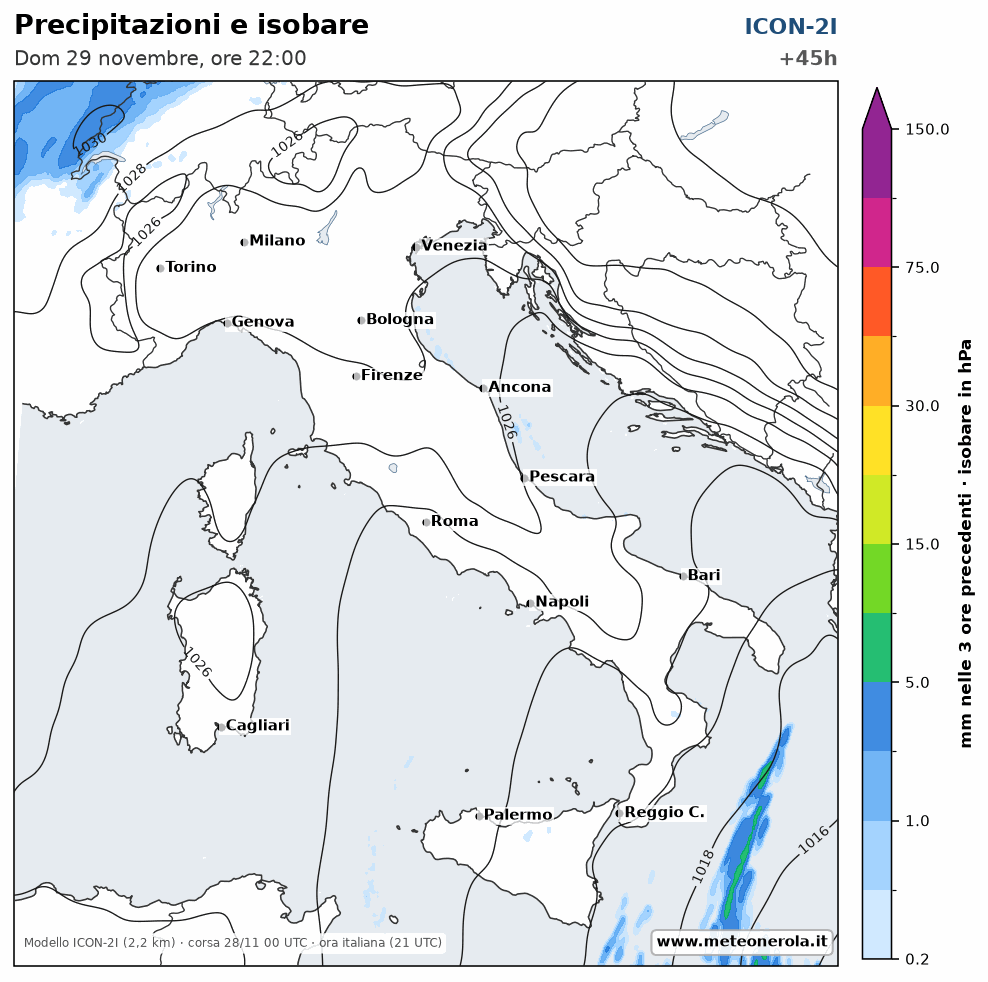 Precipitazioni e isobare
ICON-2I
Dom 29 novembre, ore 22:00
+45h
1030
1028
1026
1026
Milano
Venezia
Torino
Genova
Bologna
Firenze
Ancona
1026
Pescara
Roma
Bari
Napoli
1026
Cagliari
Palermo
Reggio C.
1018
1016
Modello ICON-2I (2,2 km) · corsa 28/11 00 UTC · ora italiana (21 UTC)
www.meteonerola.it
150.0
75.0
30.0
15.0
5.0
1.0
0.2
mm nelle 3 ore precedenti · isobare in hPa